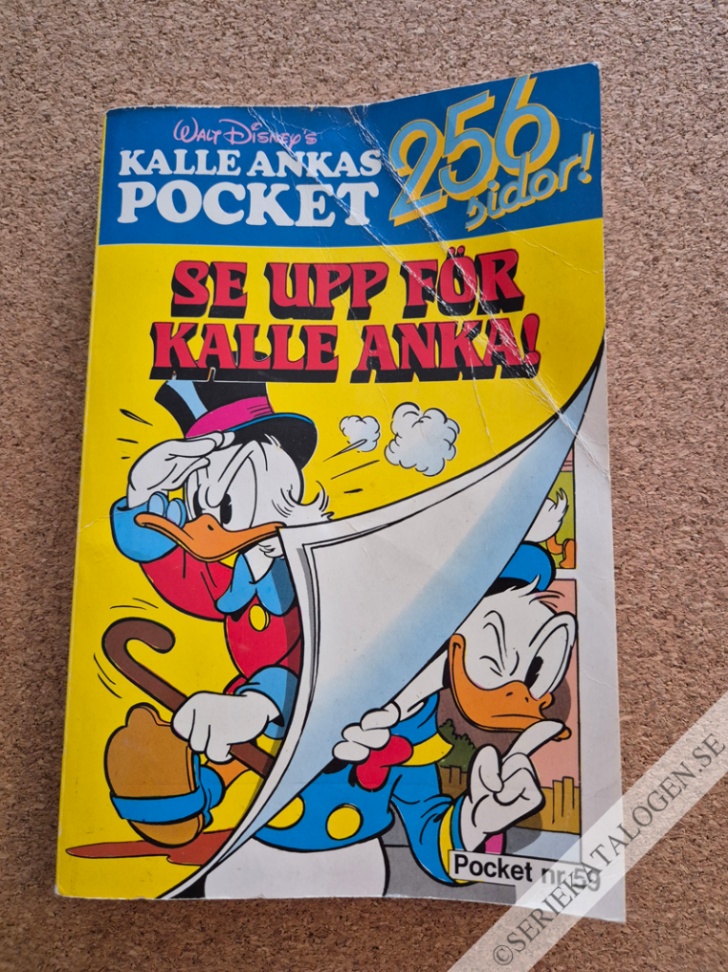 WALT DISNEY'S
KALLE ANKAS
POCKET
256
sidor!
SE UPP FÖR
KALLE ANKA!
Pocket nr 59
©SERIEKATALOGEN.SE